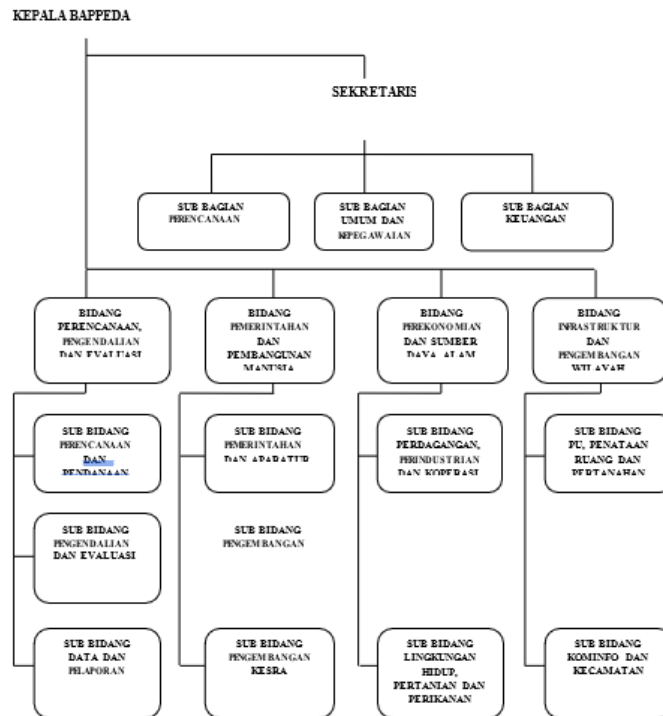 KEPALA BAPPEDA
SEKRETARIS
SUB BAGIAN
PERENCANAAN
SUB BAGIAN
UMUM DAN
KEPEGAWAIAN
SUB BAGIAN
KEUANGAN
BIDANG
PERENCANAAN,
PENGENDALIAN
DAN EVALUASI
BIDANG
PEMERINTAHAN
DAN
PEMBANGUNAN
MANUSIA
BIDANG
PEREKONOMIAN
DAN SUMBER
DAYA ALAM
BIDANG
INFRASTRUKTUR
DAN
PENGEMBANGAN
WILAYAH
SUB BIDANG
PERENCANAAN
DAN
PENDANAAN
SUB BIDANG
PEMERINTAHAN
DAN APARATUR
SUB BIDANG
PERDAGANGAN,
PERINDUSTRIAN
DAN KOPERASI
SUB BIDANG
PU, PENATAAN
RUANG DAN
PERTANAHAN
SUB BIDANG
PENGENDALIAN
DAN EVALUASI
SUB BIDANG
PENGEMBANGAN
SUB BIDANG
DATA DAN
PELAPORAN
SUB BIDANG
PENGEMBANGAN
KESRA
SUB BIDANG
LINGKUNGAN
HIDUP,
PERTANIAN DAN
PERIKANAN
SUB BIDANG
KOMINFO DAN
KECAMATAN